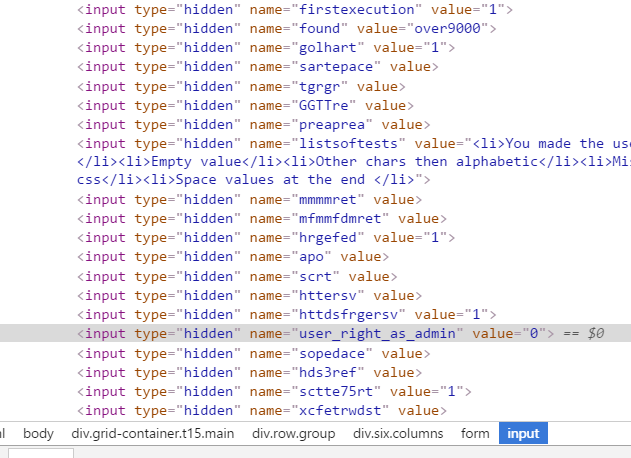 <input type="hidden" name="firstexecution" value="1">
<input type="hidden" name="found" value="over9000">
<input type="hidden" name="golhart" value="1">
<input type="hidden" name="sartepace" value>
<input type="hidden" name="tgrgr" value>
<input type="hidden" name="GGTTre" value>
<input type="hidden" name="preaprea" value>
<input type="hidden" name="listsoftests" value="<li>You made the use
</li><li>Empty value</li><li>Other chars then alphabetic</li><li>Mi
css</li><li>Space values at the end </li>">
<input type="hidden" name="mmmmret" value>
<input type="hidden" name="mfmmfdmret" value>
<input type="hidden" name="hrgefed" value="1">
<input type="hidden" name="apo" value>
<input type="hidden" name="scrt" value>
<input type="hidden" name="httersv" value>
<input type="hidden" name="httdsfrgersv" value="1">
<input type="hidden" name="user_right_as_admin" value="0"> == $0
<input type="hidden" name="sopedace" value>
<input type="hidden" name="hds3ref" value>
<input type="hidden" name="sctte75rt" value="1">
<input type="hidden" name="xcfetrwdst" value>
l body div.grid-container.t15.main div.row.group div.six.columns form input